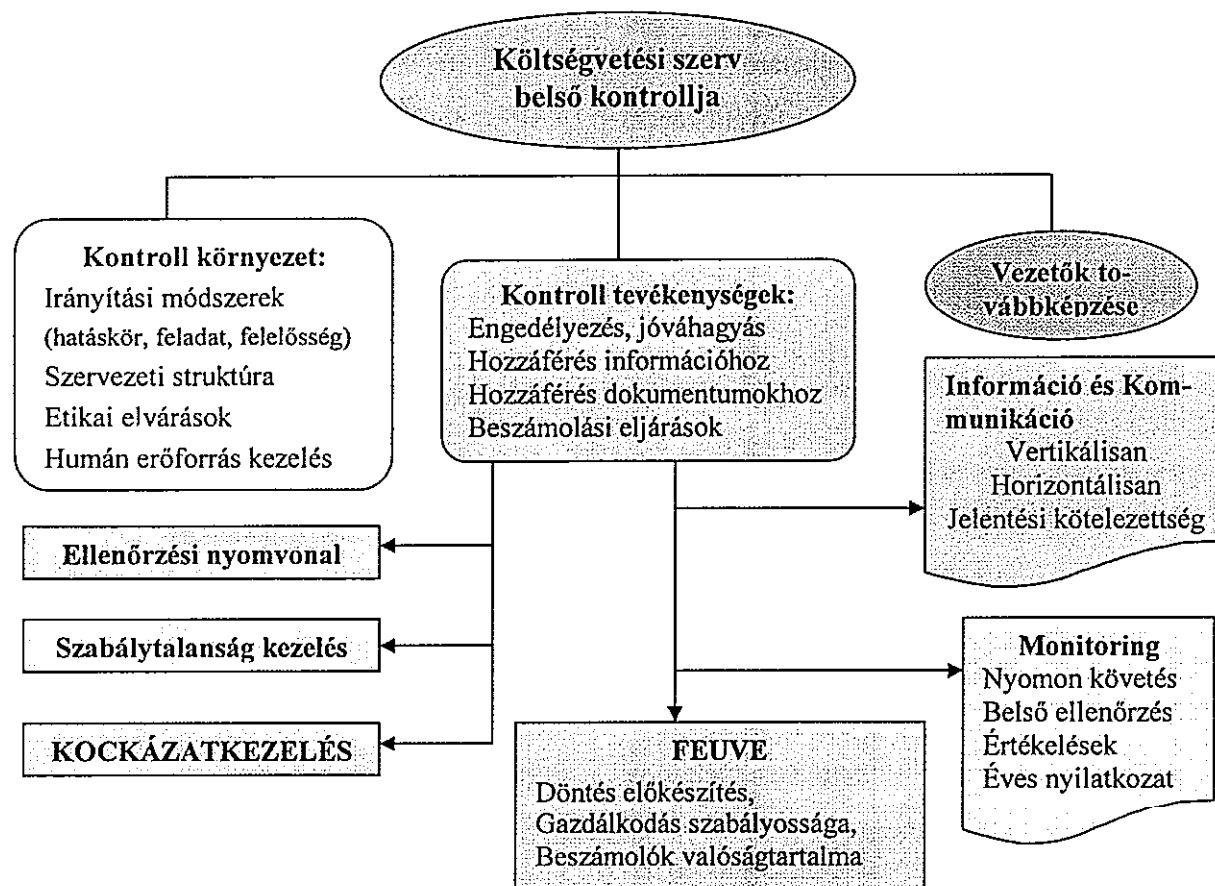 Költségvetési szerv
belső kontrollja
Kontroll környezet:
Irányítási módszerek
(hatáskör, feladat, felelősség)
Szervezeti struktúra
Etikai elvárások
Humán erőforrás kezelés
Kontroll tevékenységek:
Engedélyezés, jóváhagyás
Hozzáférés információhoz
Hozzáférés dokumentumokhoz
Beszámolási eljárások
Vezetők to-
vábbképzése
Információ és Kom-
munikáció
Vertikálisan
Horizontálisan
Jelentési kötelezettség
Ellenőrzési nyomvonal
Szabálytalanság kezelés
KOCKÁZATKEZELÉS
FEUVE
Döntés előkészítés,
Gazdálkodás szabályossága,
Beszámolók valóságtartalma
Monitoring
Nyomon követés
Belső ellenőrzés
Értékelések
Éves nyilatkozat